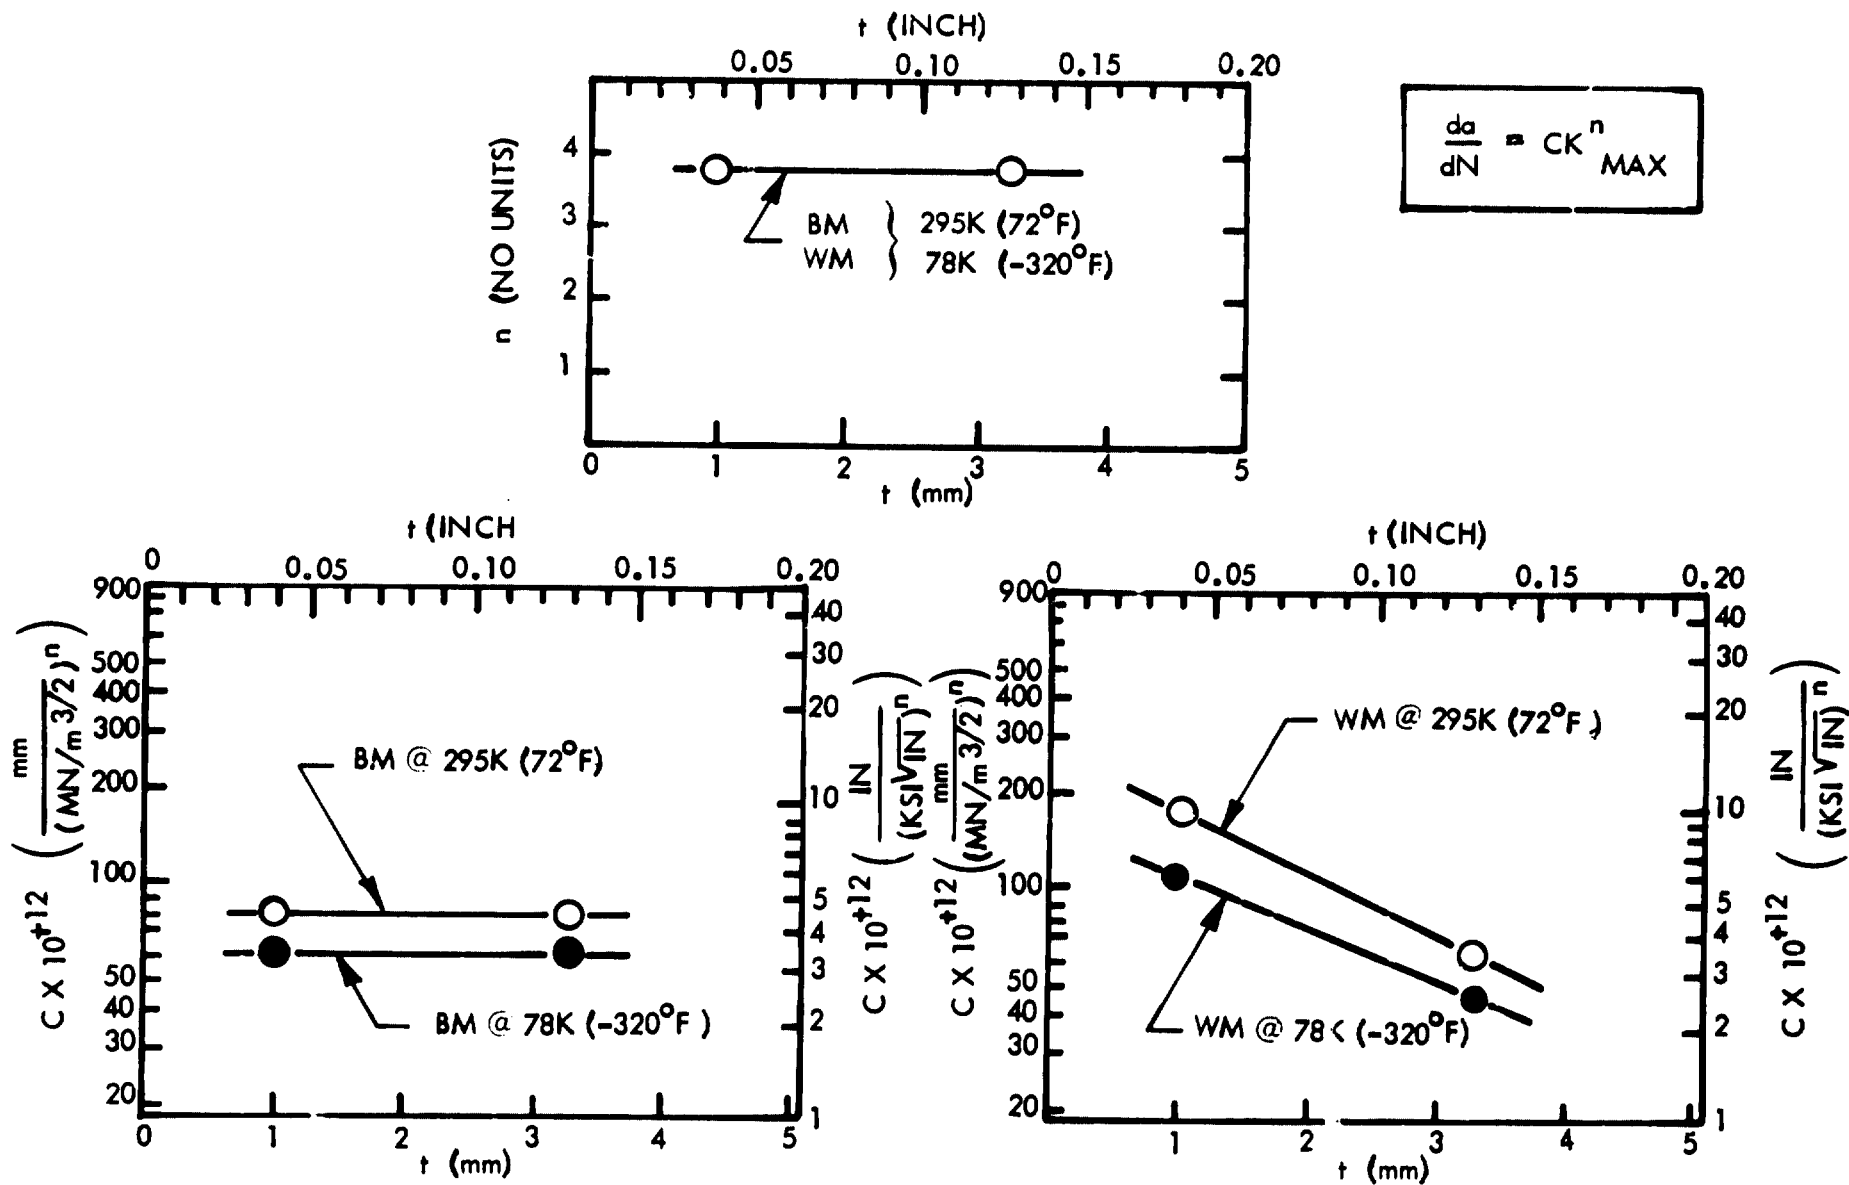 t (INCH)
0.05 0.10 0.15 0.20
n (NO UNITS)
4
3
2
1
BM } 295K (72°F)
WM } 78K (-320°F)
0 1 2 3 4 5
t (mm)
da/dN = CK^n MAX
t (INCH
0 0.05 0.10 0.15 0.20
C X 10^+12 (mm/(MN/m^3/2)^n)
900
500
400
300
200
100
50
40
30
20
BM @ 295K (72°F)
BM @ 78K (-320°F)
40
30
20
10
5
4
3
2
1
C X 10^+12 (IN/(KSI√IN)^n)
0 1 2 3 4 5
t (mm)
t (INCH)
0 0.05 0.10 0.15 0.20
C X 10^+12 (mm/(MN/m^3/2)^n)
900
500
400
300
200
100
50
40
30
20
WM @ 295K (72°F)
WM @ 78K (-320°F)
40
30
20
10
5
4
3
2
1
C X 10^+12 (IN/(KSI√IN)^n)
1 2 3 4 5
t (mm)